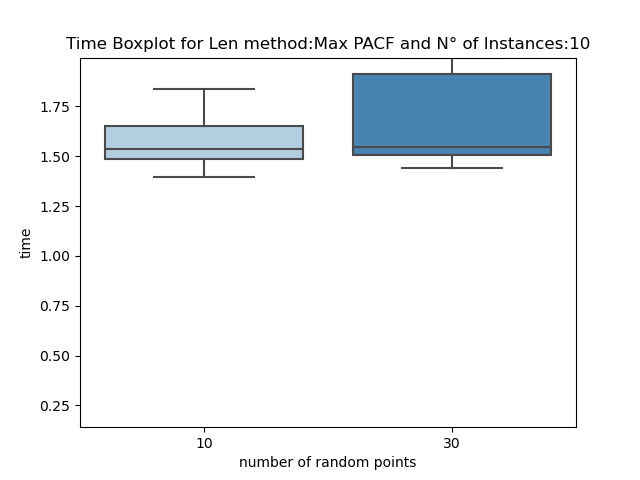 Time Boxplot for Len method:Max PACF and N° of Instances:10
1.75
1.50
1.25
1.00
0.75
0.50
0.25
time
10 30
number of random points